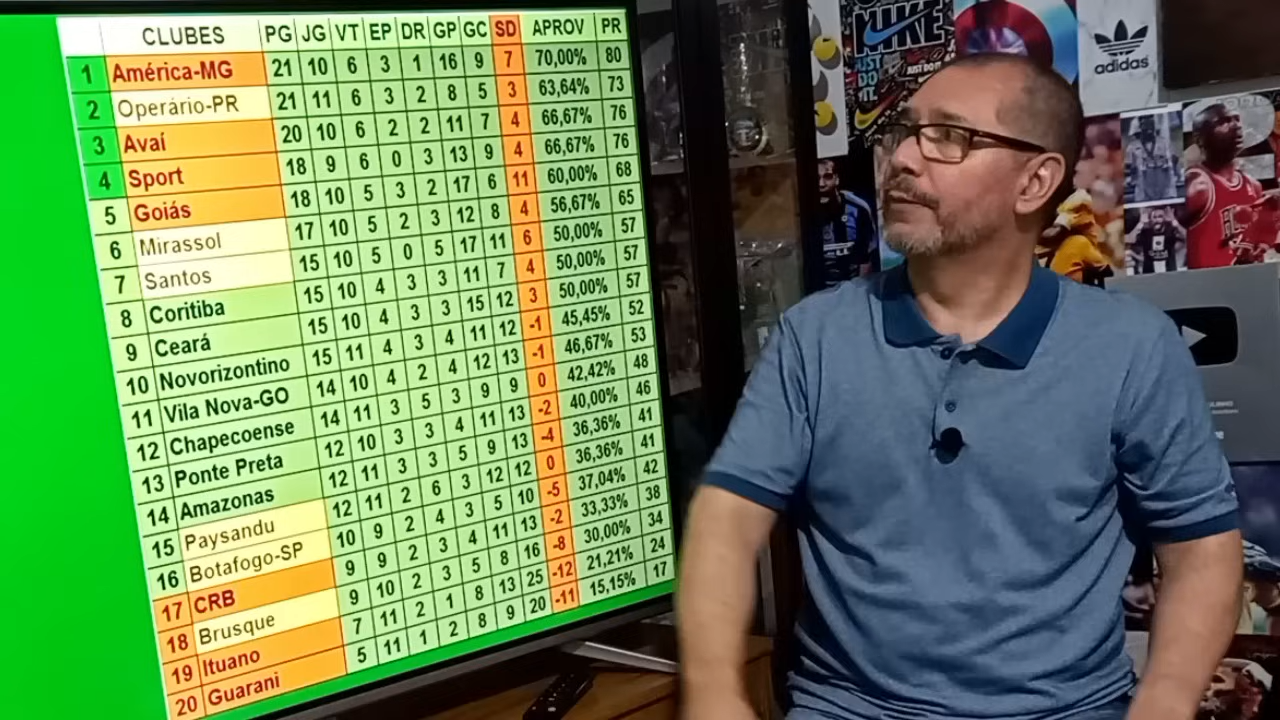 CLUBES PG JG VT EP DR GP GC SD APROV PR
1 América-MG 21 10 6 3 1 16 9 7 70,00% 80
2 Operário-PR 21 11 6 3 2 8 5 3 63,64% 73
3 Avaí 20 10 6 2 2 11 7 4 66,67% 76
4 Sport 18 9 6 0 3 13 9 4 66,67% 76
5 Goiás 18 10 5 3 2 17 6 11 60,00% 68
6 Mirassol 17 10 5 2 3 12 8 4 56,67% 65
7 Santos 15 10 5 0 5 17 11 6 50,00% 57
8 Coritiba 15 10 4 3 3 11 7 4 50,00% 57
9 Ceará 15 10 4 3 3 15 12 3 50,00% 57
10 Novorizontino 15 11 4 3 4 11 12 -1 45,45% 52
11 Vila Nova-GO 14 10 4 2 4 12 13 -1 46,67% 53
12 Chapecoense 14 11 3 5 3 9 9 0 42,42% 48
13 Ponte Preta 12 10 3 3 4 11 13 -2 40,00% 46
14 Amazonas 12 11 3 3 5 9 13 -4 36,36% 41
15 Paysandu 12 11 2 6 3 12 12 0 36,36% 41
16 Botafogo-SP 10 9 2 4 3 5 10 -5 37,04% 42
17 CRB 9 9 2 3 4 11 13 -2 33,33% 38
18 Brusque 9 10 2 3 5 8 16 -8 30,00% 34
19 Ituano 7 11 2 1 8 13 25 -12 21,21% 24
20 Guarani 5 11 1 2 8 9 20 -11 15,15% 17
NIKE
JUST
DO
IT.
JUST DO IT
adidas